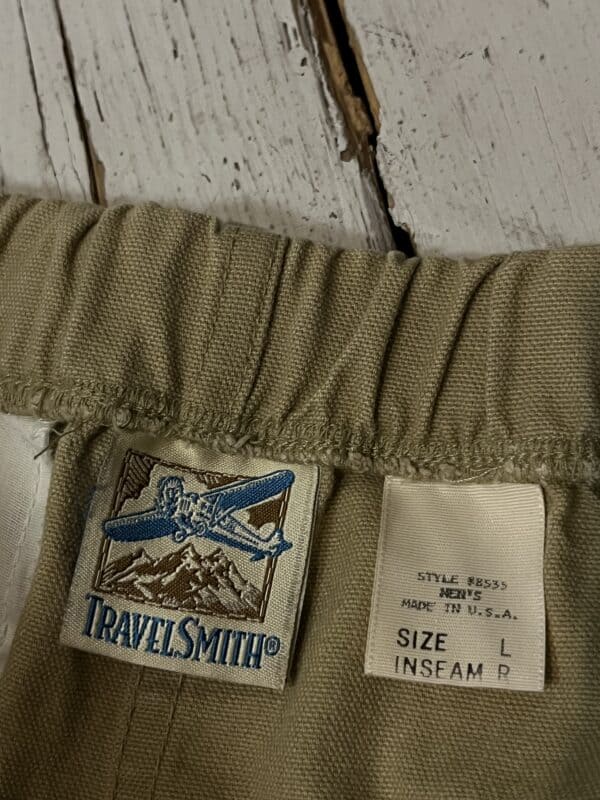 TRAVELSMITH®
STYLE #8535
MEN'S
MADE IN U.S.A.
SIZE L
INSEAM R